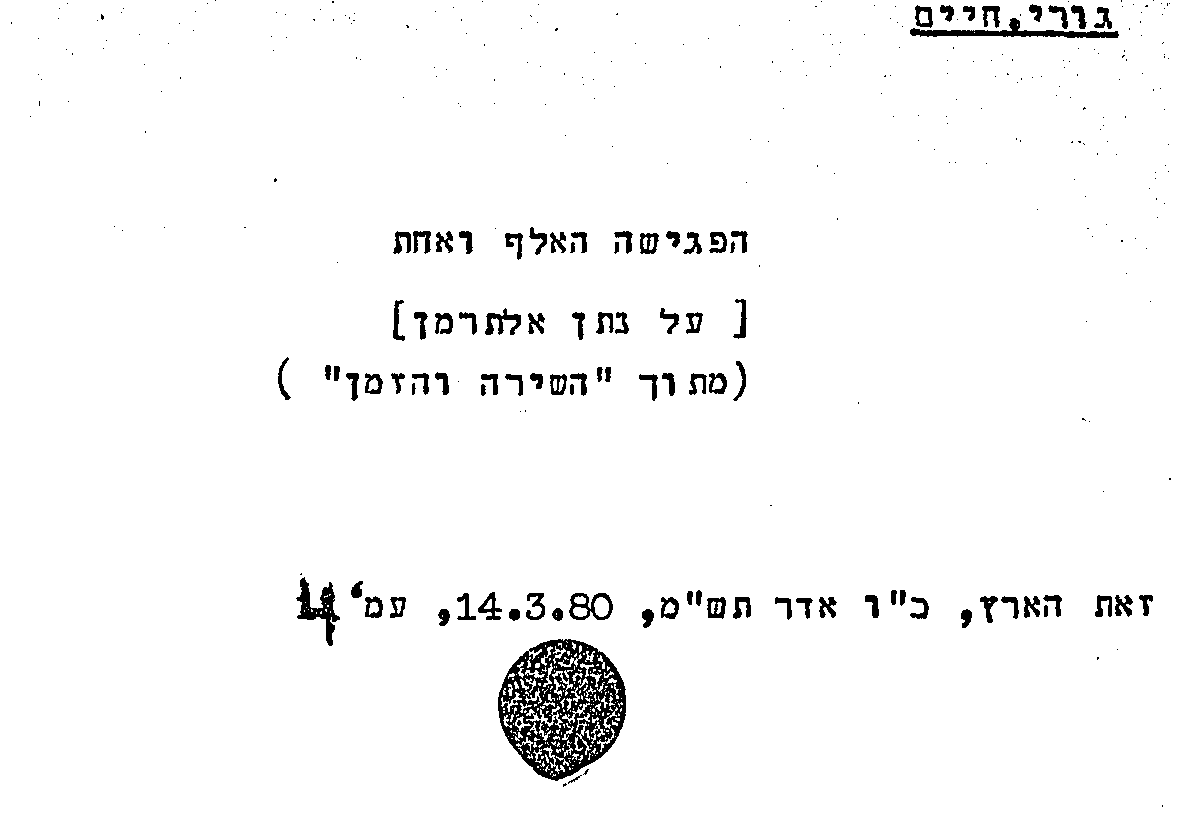 גורי, חיים
הפגישה האלף ואחת
[ על נתן אלתרמן]
(מתוך "השירה והזמן" )
זאת הארץ, כ"ו אדר תש"מ, 14.3.80, עמ'